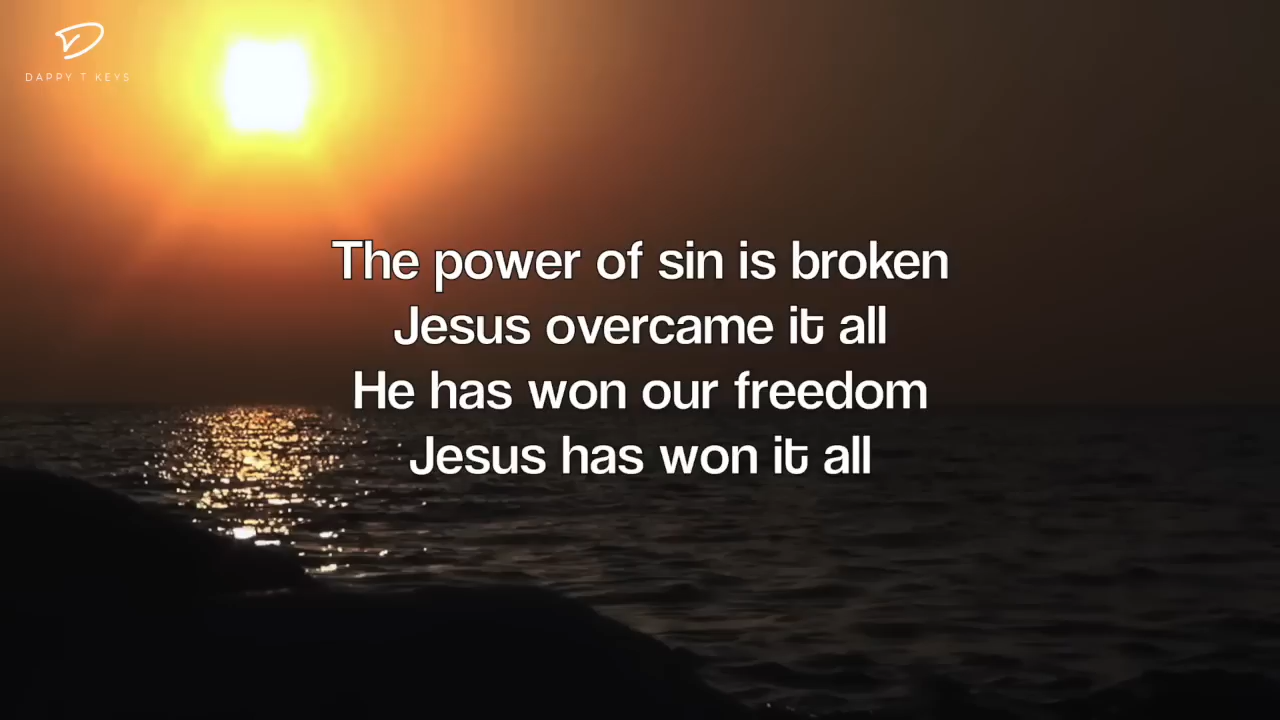 DAPPY T KEYS
The power of sin is broken
Jesus overcame it all
He has won our freedom
Jesus has won it all